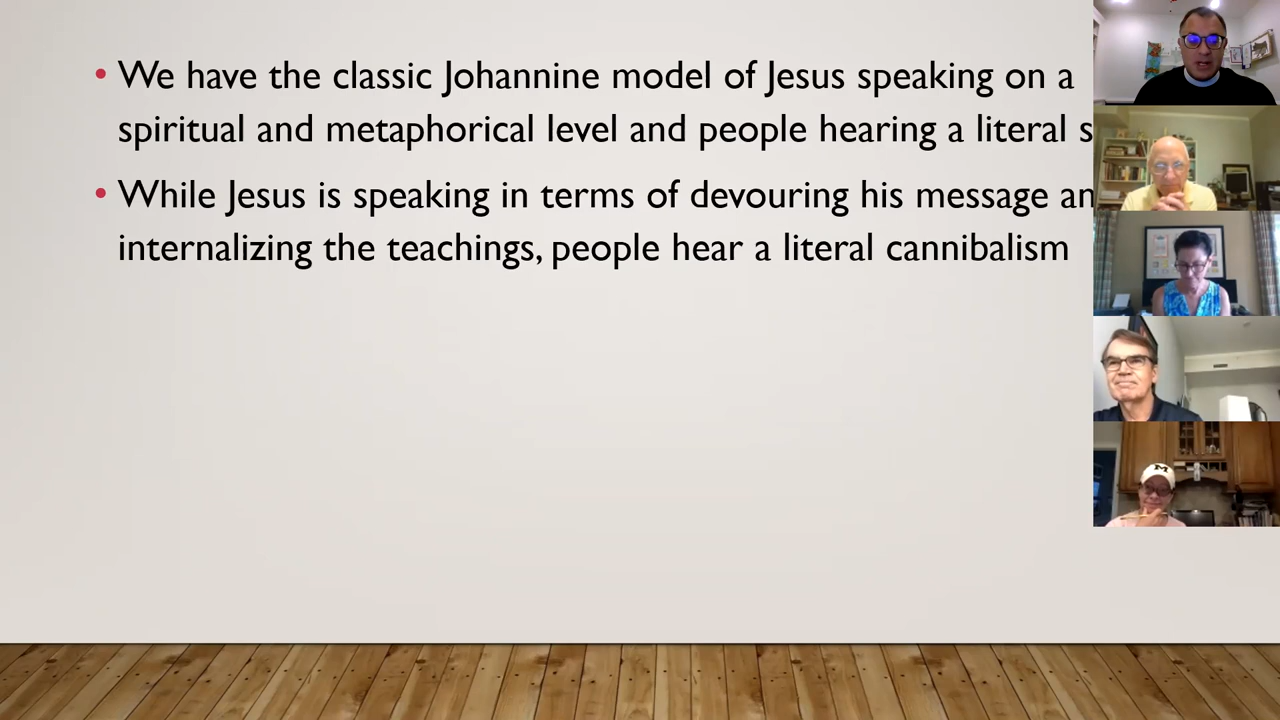 • We have the classic Johannine model of Jesus speaking on a
spiritual and metaphorical level and people hearing a literal
• While Jesus is speaking in terms of devouring his message
internalizing the teachings, people hear a literal cannibalism
M